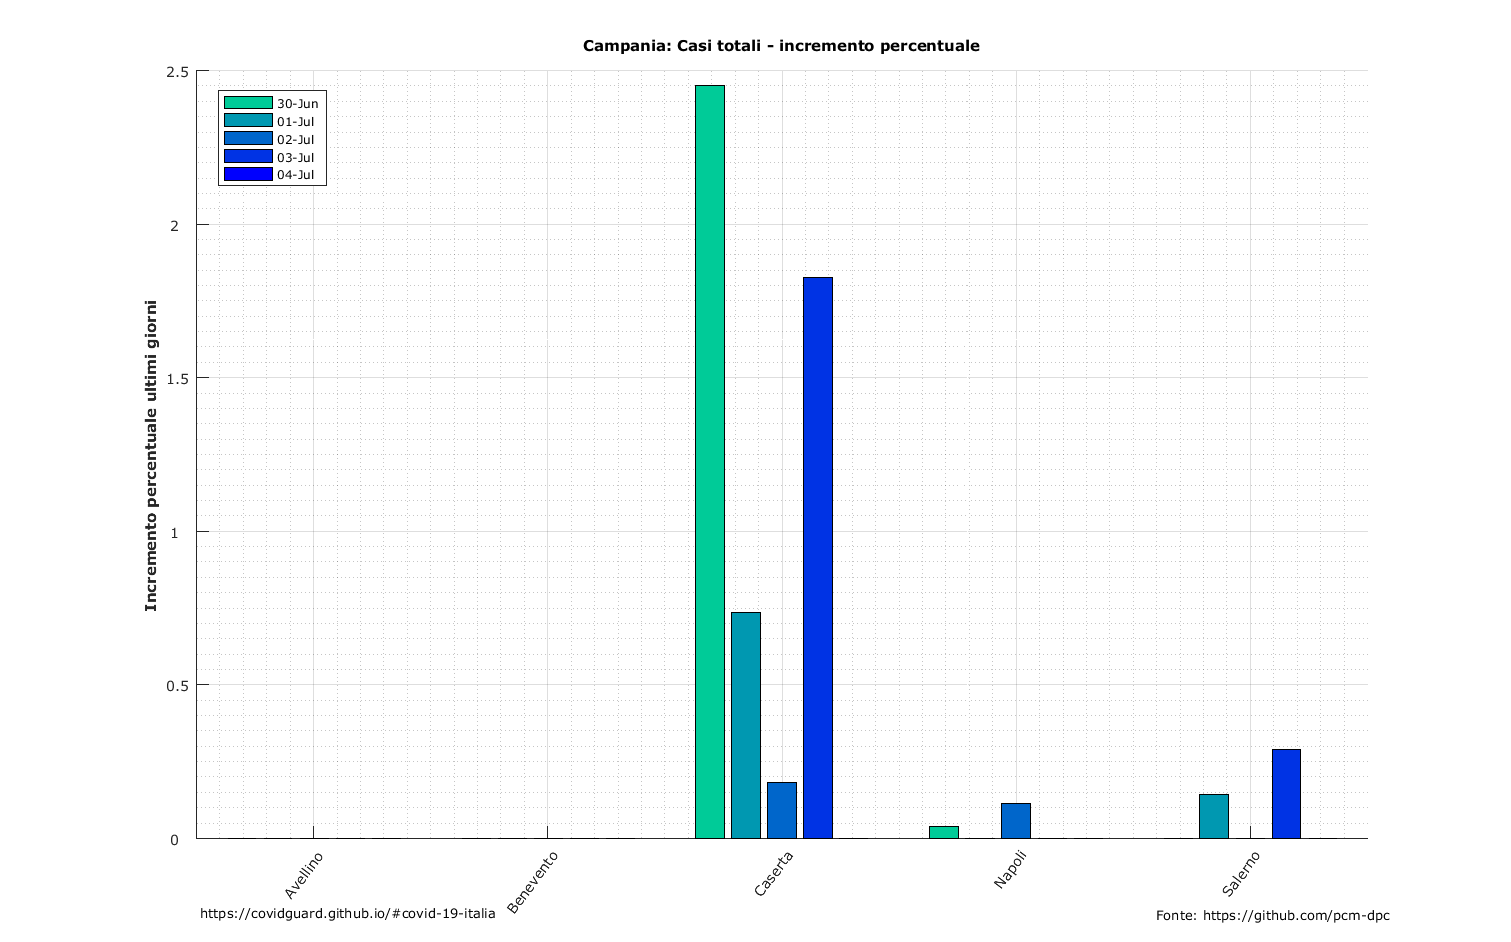 Campania: Casi totali - incremento percentuale
2.5
2
1.5
1
0.5
0
Incremento percentuale ultimi giorni
30-Jun
01-Jul
02-Jul
03-Jul
04-Jul
Avellino
Benevento
Caserta
Napoli
Salerno
https://covidguard.github.io/#covid-19-italia
Fonte: https://github.com/pcm-dpc